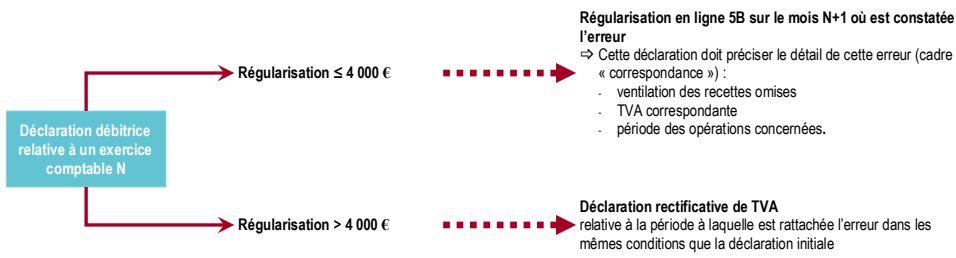 Déclaration débitrice
relative à un exercice
comptable N
Régularisation ≤ 4 000 €
Régularisation en ligne 5B sur le mois N+1 où est constatée
l'erreur
⇨ Cette déclaration doit préciser le détail de cette erreur (cadre
« correspondance ») :
- ventilation des recettes omises
- TVA correspondante
- période des opérations concernées.
Régularisation > 4 000 €
Déclaration rectificative de TVA
relative à la période à laquelle est rattachée l'erreur dans les
mêmes conditions que la déclaration initiale